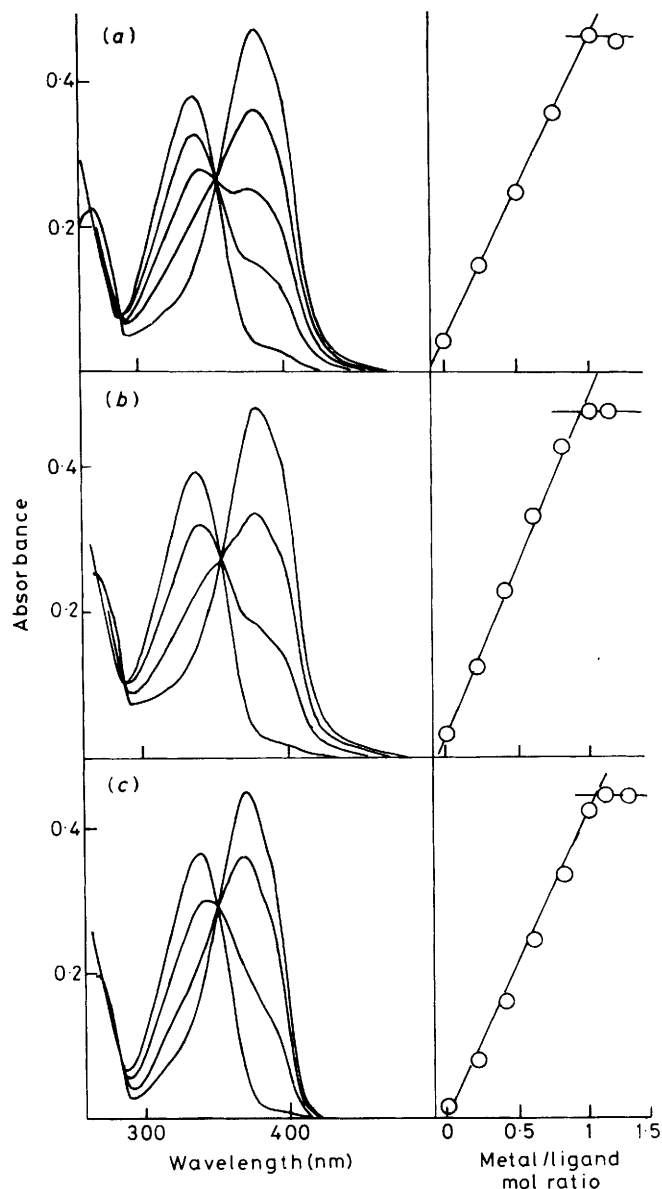 (a)
0·4
0·2
(b)
0·4
0·2
Absorbance
(c)
0·4
0·2
300
400
0
0·5
1
1·5
Wavelength (nm)
Metal/ligand
mol ratio